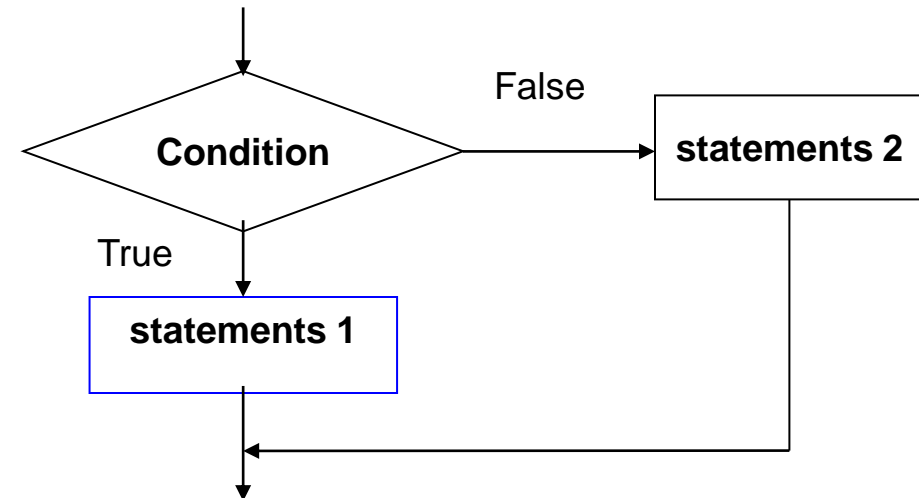 False
Condition
statements 2
True
statements 1